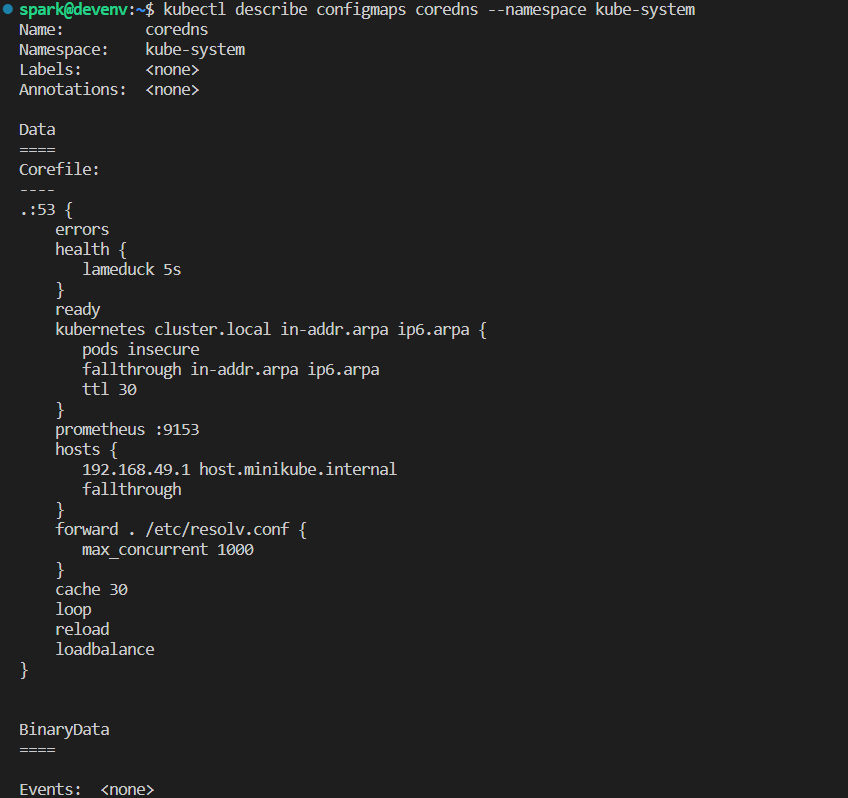 spark@devenv:~$ kubectl describe configmaps coredns --namespace kube-system
Name:         coredns
Namespace:    kube-system
Labels:       <none>
Annotations:  <none>

Data
====
Corefile:
----
.:53 {
    errors
    health {
       lameduck 5s
    }
    ready
    kubernetes cluster.local in-addr.arpa ip6.arpa {
       pods insecure
       fallthrough in-addr.arpa ip6.arpa
       ttl 30
    }
    prometheus :9153
    hosts {
       192.168.49.1 host.minikube.internal
       fallthrough
    }
    forward . /etc/resolv.conf {
       max_concurrent 1000
    }
    cache 30
    loop
    reload
    loadbalance
}


BinaryData
====

Events:  <none>